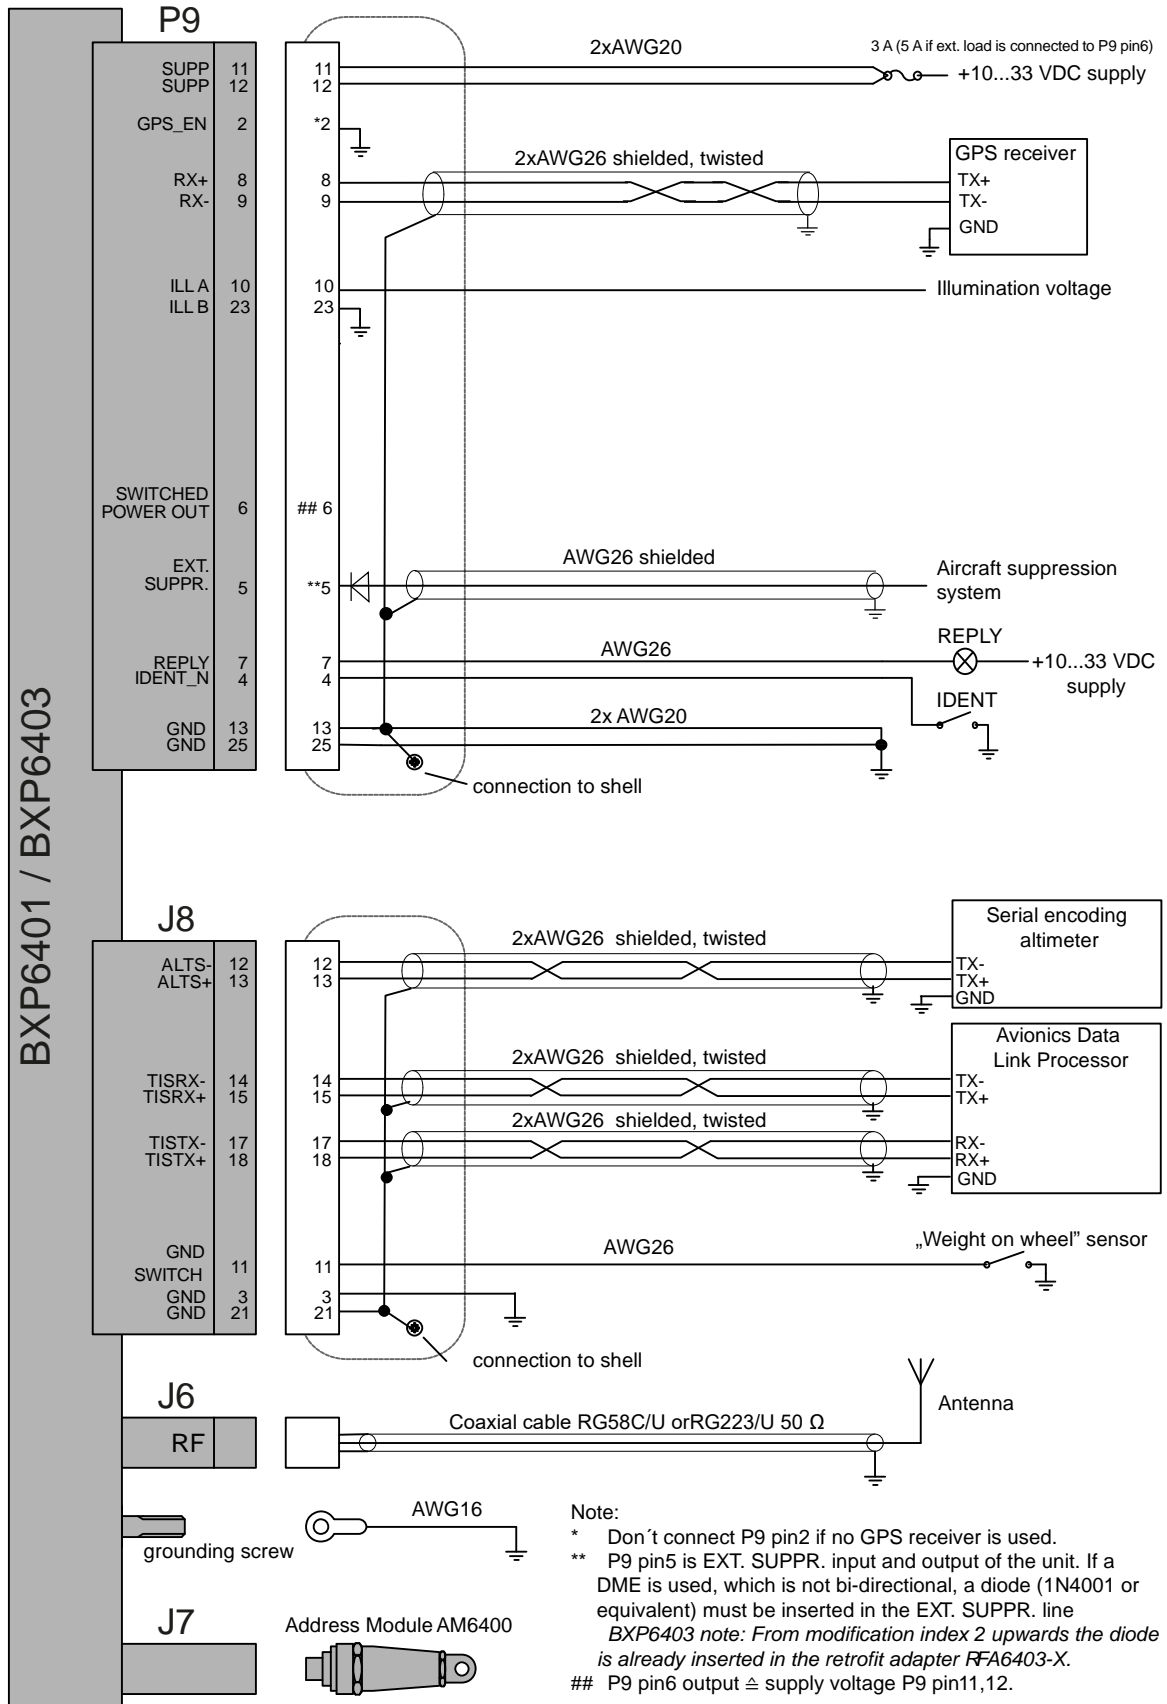 P9
2xAWG20
3 A (5 A if ext. load is connected to P9 pin6)
SUPP 11 11
+10...33 VDC supply
SUPP 12 12
GPS_EN 2 *2
2xAWG26 shielded, twisted
GPS receiver
RX+ 8 8 TX+
RX- 9 9 TX-
GND
ILL A 10 10 Illumination voltage
ILL B 23 23
SWITCHED
POWER OUT 6 ## 6
AWG26 shielded
EXT.
SUPPR. 5 **5
Aircraft suppression
system
REPLY
AWG26
REPLY 7 7
+10...33 VDC
supply
IDENT_N 4 4
IDENT
2x AWG20
GND 13 13
GND 25 25
connection to shell
BXP6401 / BXP6403
J8
Serial encoding
altimeter
2xAWG26 shielded, twisted
ALTS- 12 12 TX-
ALTS+ 13 13 TX+
GND
Avionics Data
Link Processor
2xAWG26 shielded, twisted
TISRX- 14 14 TX-
TISRX+ 15 15 TX+
2xAWG26 shielded, twisted
TISTX- 17 17 RX-
TISTX+ 18 18 RX+
GND
„Weight on wheel” sensor
AWG26
GND
SWITCH 11 11
GND 3 3
GND 21 21
connection to shell
J6
Antenna
Coaxial cable RG58C/U orRG223/U 50 Ω
RF
AWG16
grounding screw
J7
Address Module AM6400
Note:
* Don´t connect P9 pin2 if no GPS receiver is used.
** P9 pin5 is EXT. SUPPR. input and output of the unit. If a
DME is used, which is not bi-directional, a diode (1N4001 or
equivalent) must be inserted in the EXT. SUPPR. line
BXP6403 note: From modification index 2 upwards the diode
is already inserted in the retrofit adapter RFA6403-X.
## P9 pin6 output ≙ supply voltage P9 pin11,12.